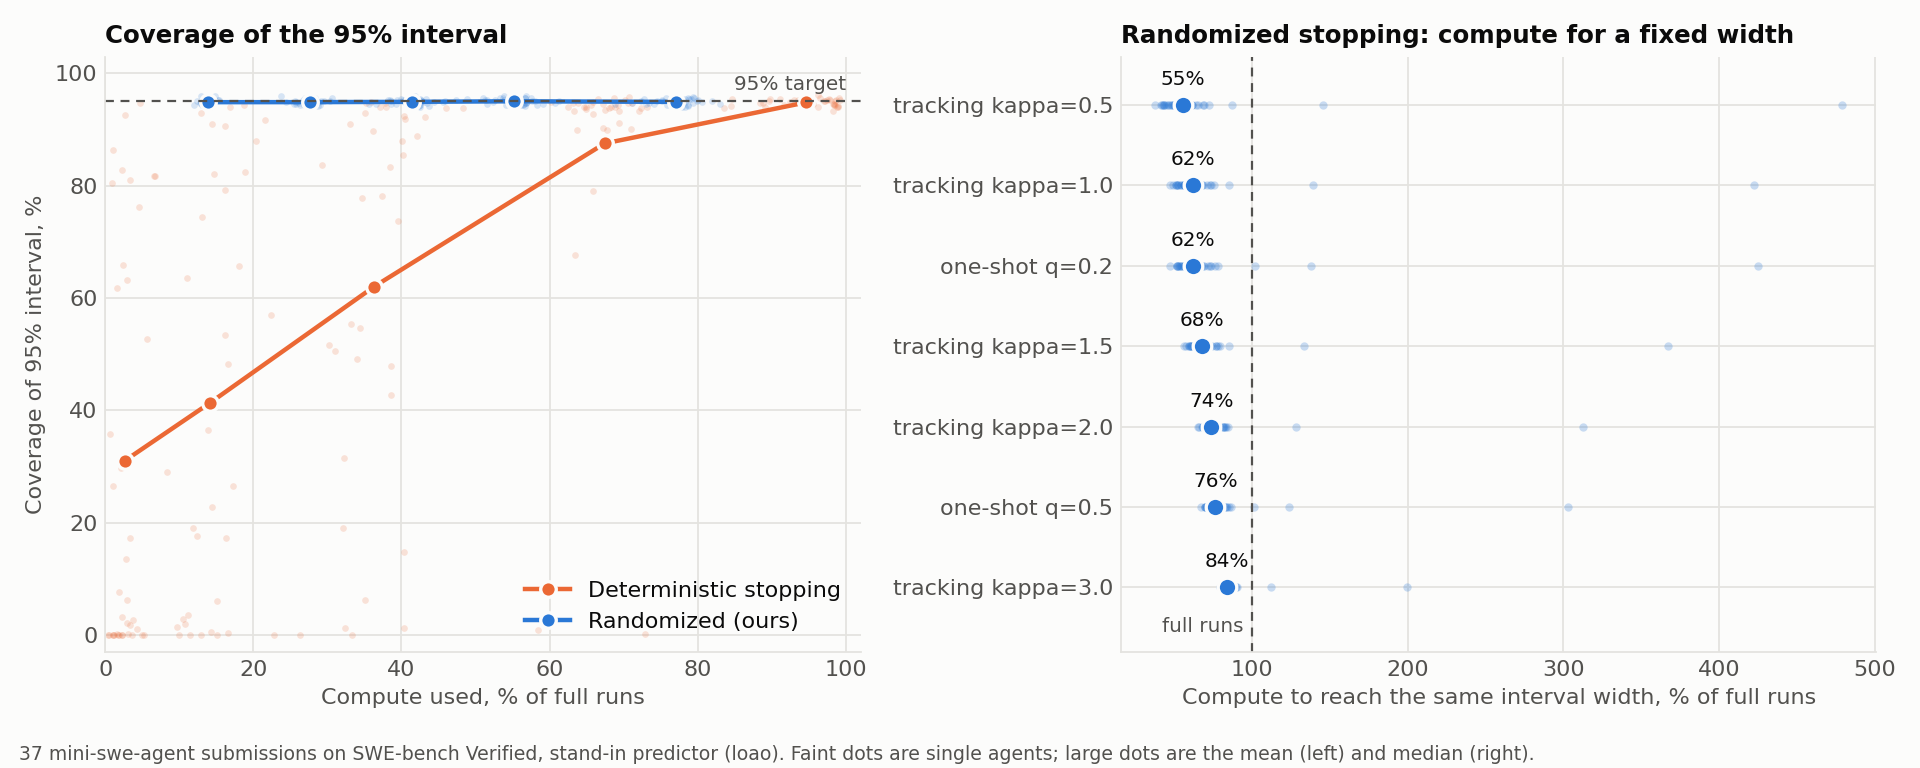 Coverage of the 95% interval
100
80
60
40
20
0
Coverage of 95% interval, %
95% target
Deterministic stopping
Randomized (ours)
0 20 40 60 80 100
Compute used, % of full runs
Randomized stopping: compute for a fixed width
tracking kappa=0.5
55%
tracking kappa=1.0
62%
one-shot q=0.2
62%
tracking kappa=1.5
68%
tracking kappa=2.0
74%
one-shot q=0.5
76%
tracking kappa=3.0
84%
full runs
100 200 300 400 500
Compute to reach the same interval width, % of full runs
37 mini-swe-agent submissions on SWE-bench Verified, stand-in predictor (loao). Faint dots are single agents; large dots are the mean (left) and median (right).